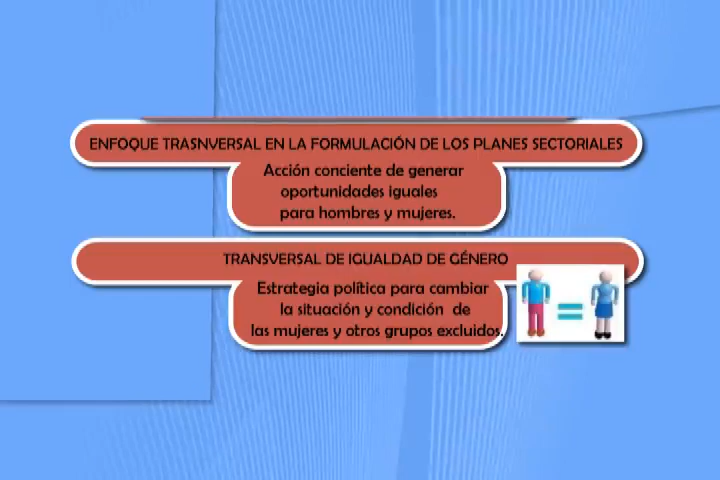 ENFOQUE TRASNVERSAL EN LA FORMULACIÓN DE LOS PLANES SECTORIALES
Acción conciente de generar
oportunidades iguales
para hombres y mujeres.
TRANSVERSAL DE IGUALDAD DE GÉNERO
Estrategia política para cambiar
la situación y condición de
las mujeres y otros grupos excluidos.
=